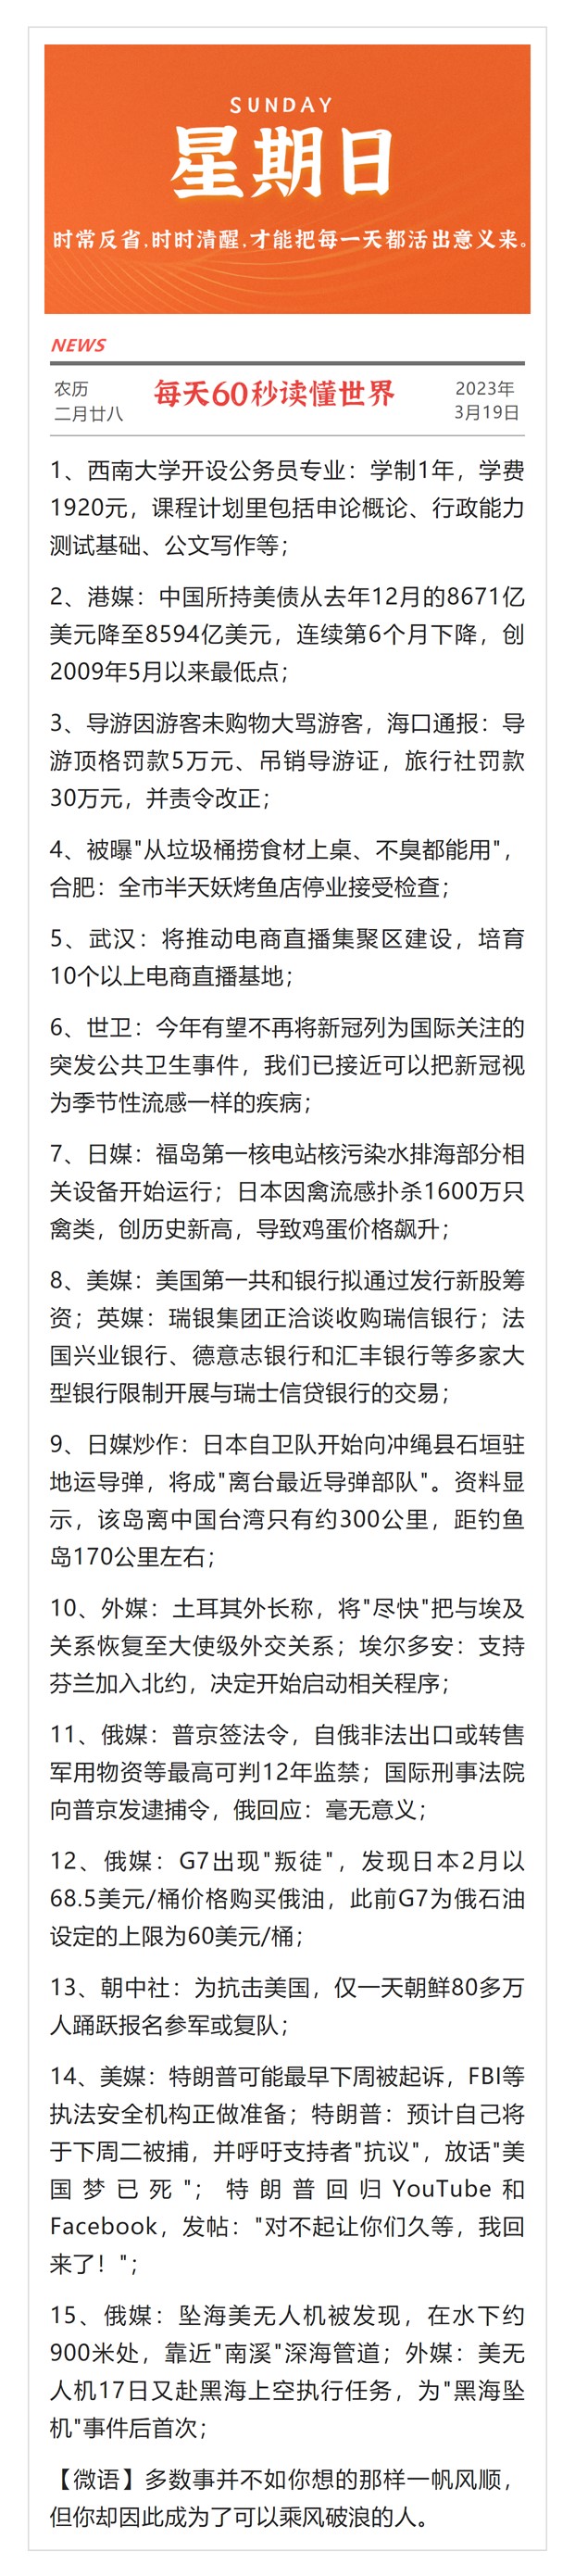 SUNDAY
星期日
时常反省,时时清醒,才能把每一天都活出意义来。
NEWS
农历
二月廿八
每天60秒读懂世界
2023年
3月19日
1、西南大学开设公务员专业：学制1年，学费
1920元，课程计划里包括申论概论、行政能力
测试基础、公文写作等；
2、港媒：中国所持美债从去年12月的8671亿
美元降至8594亿美元，连续第6个月下降，创
2009年5月以来最低点；
3、导游因游客未购物大骂游客，海口通报：导
游顶格罚款5万元、吊销导游证，旅行社罚款
30万元，并责令改正；
4、被曝"从垃圾桶捞食材上桌、不臭都能用"，
合肥：全市半天妖烤鱼店停业接受检查；
5、武汉：将推动电商直播集聚区建设，培育
10个以上电商直播基地；
6、世卫：今年有望不再将新冠列为国际关注的
突发公共卫生事件，我们已接近可以把新冠视
为季节性流感一样的疾病；
7、日媒：福岛第一核电站核污染水排海部分相
关设备开始运行；日本因禽流感扑杀1600万只
禽类，创历史新高，导致鸡蛋价格飙升；
8、美媒：美国第一共和银行拟通过发行新股筹
资；英媒：瑞银集团正洽谈收购瑞信银行；法
国兴业银行、德意志银行和汇丰银行等多家大
型银行限制开展与瑞士信贷银行的交易；
9、日媒炒作：日本自卫队开始向冲绳县石垣驻
地运导弹，将成"离台最近导弹部队"。资料显
示，该岛离中国台湾只有约300公里，距钓鱼
岛170公里左右；
10、外媒：土耳其外长称，将"尽快"把与埃及
关系恢复至大使级外交关系；埃尔多安：支持
芬兰加入北约，决定开始启动相关程序；
11、俄媒：普京签法令，自俄非法出口或转售
军用物资等最高可判12年监禁；国际刑事法院
向普京发逮捕令，俄回应：毫无意义；
12、俄媒：G7出现"叛徒"，发现日本2月以
68.5美元/桶价格购买俄油，此前G7为俄石油
设定的上限为60美元/桶；
13、朝中社：为抗击美国，仅一天朝鲜80多万
人踊跃报名参军或复队；
14、美媒：特朗普可能最早下周被起诉，FBI等
执法安全机构正做准备；特朗普：预计自己将
于下周二被捕，并呼吁支持者"抗议"，放话"美
国梦已死"；特朗普回归YouTube和
Facebook，发帖："对不起让你们久等，我回
来了！"；
15、俄媒：坠海美无人机被发现，在水下约
900米处，靠近"南溪"深海管道；外媒：美无
人机17日又赴黑海上空执行任务，为"黑海坠
机"事件后首次；
【微语】多数事并不如你想的那样一帆风顺，
但你却因此成为了可以乘风破浪的人。